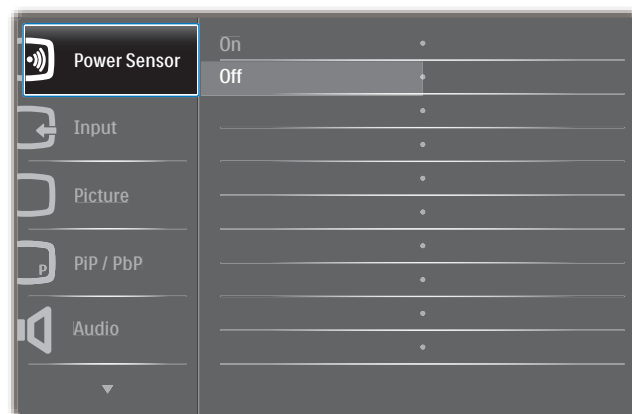 Power Sensor
On
Off
Input
Picture
PiP / PbP
P
Audio